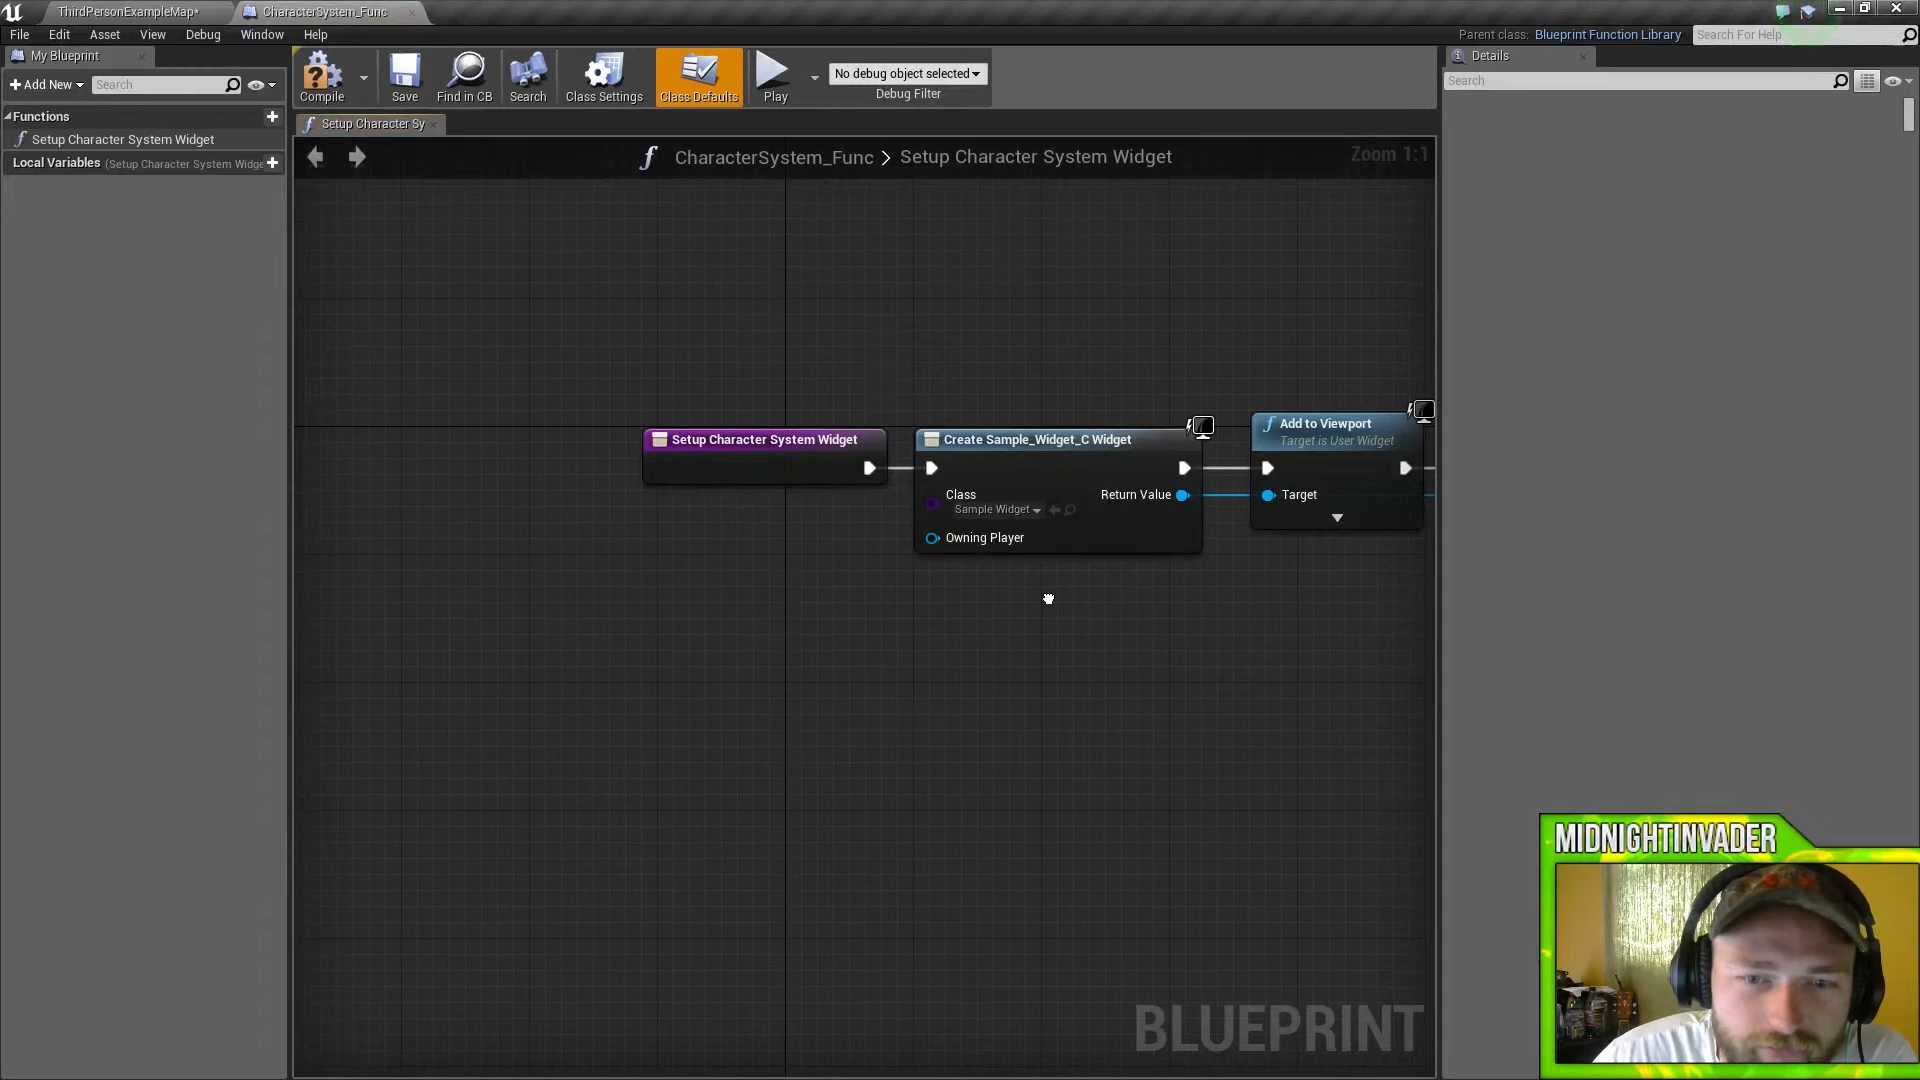 ThirdPersonExampleMap*
CharacterSystem_Func
File Edit Asset View Debug Window Help
Parent class: Blueprint Function Library
Search For Help
My Blueprint
Add New
Search
Functions
Setup Character System Widget
Local Variables (Setup Character System Widge
Compile
Save
Find in CB
Search
Class Settings
Class Defaults
Play
No debug object selected
Debug Filter
Details
Search
Setup Character Sy
CharacterSystem_Func > Setup Character System Widget
Zoom 1:1
Setup Character System Widget
Create Sample_Widget_C Widget
Class
Sample Widget
Return Value
Owning Player
Add to Viewport
Target is User Widget
Target
BLUEPRINT
MIDNIGHTINVADER